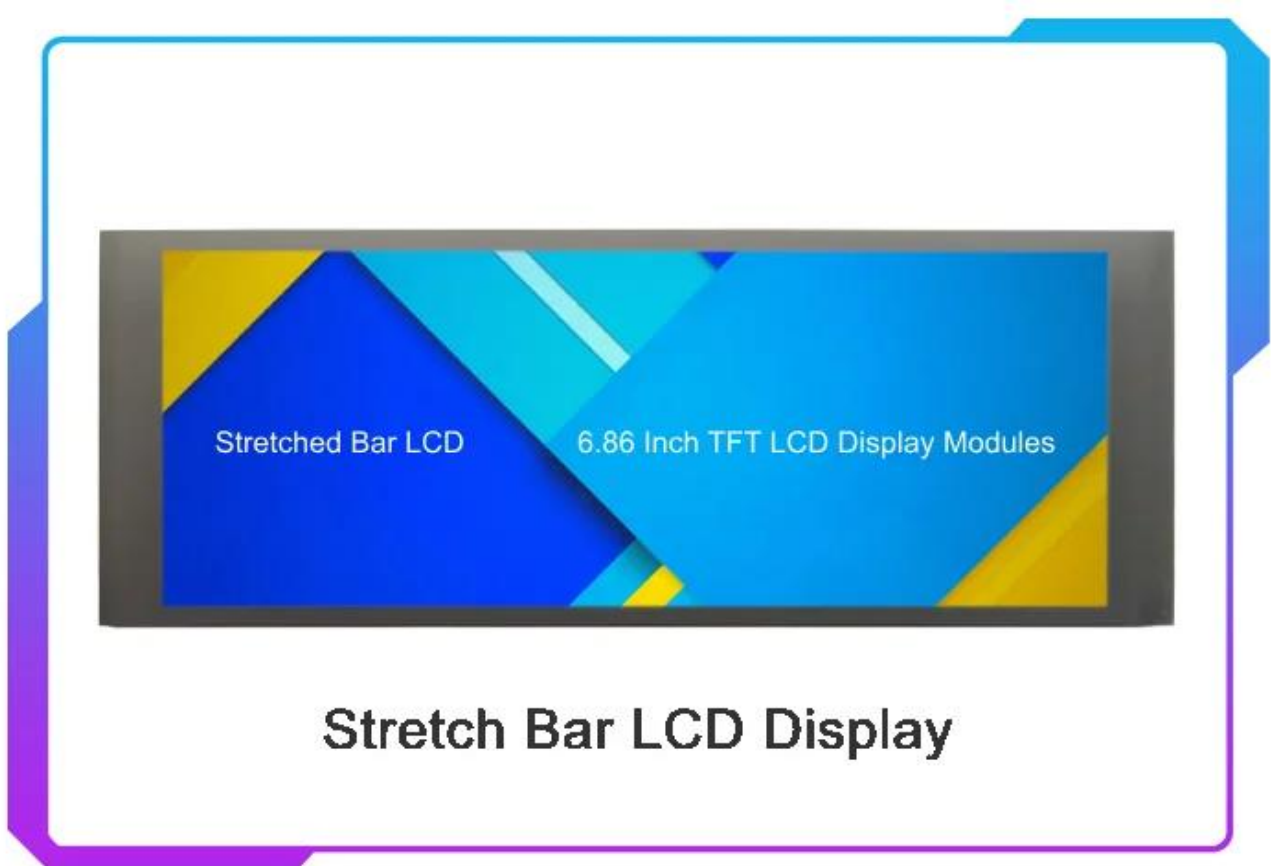 Stretched Bar LCD
6.86 Inch TFT LCD Display Modules
Stretch Bar LCD Display